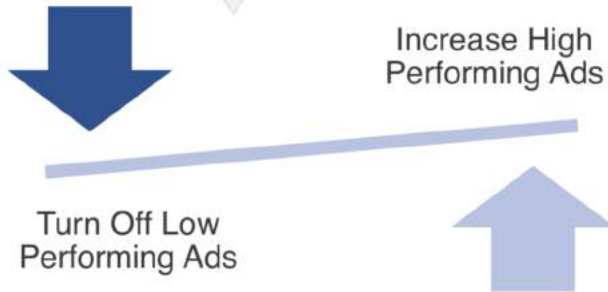 Increase High
Performing Ads
Turn Off Low
Performing Ads